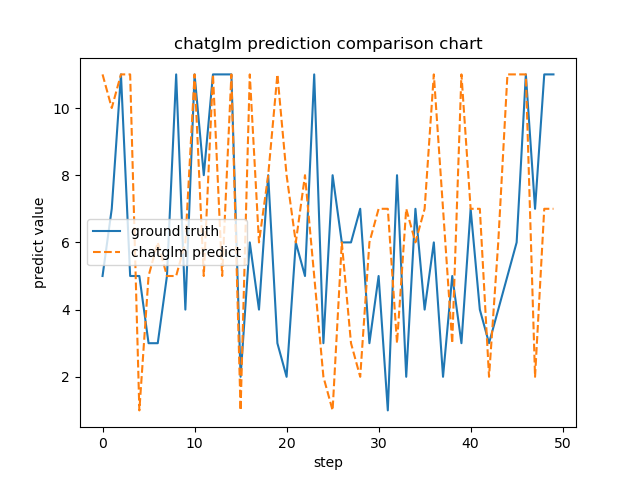 chatglm prediction comparison chart
10
8
6
4
2
predict value
ground truth
chatglm predict
0
10
20
30
40
50
step